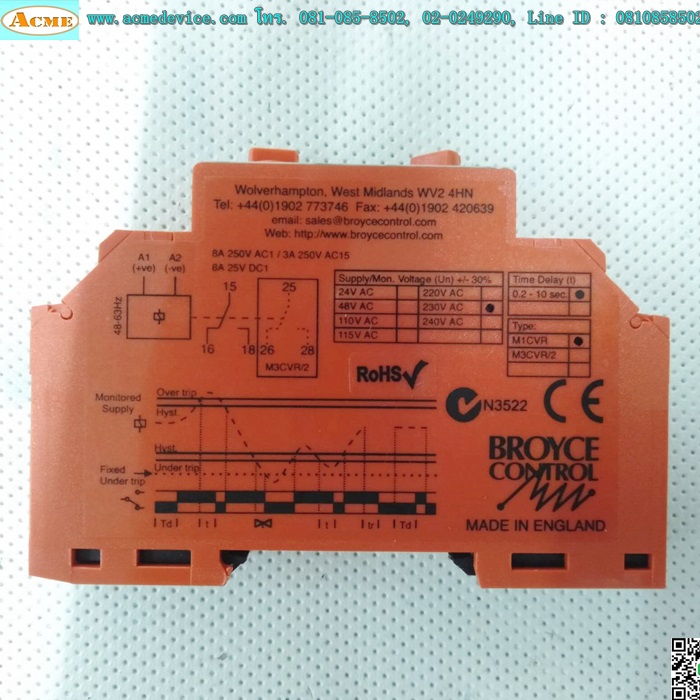 ACME
www.acmedevice.com โทร. 081-085-8502, 02-0249290, Line ID : 0810858502
Wolverhampton, West Midlands WV2 4HN
Tel: +44(0)1902 773746 Fax: +44(0)1902 420639
email: sales@broycecontrol.com
Web: http://www.broycecontrol.com
8A 250V AC1 / 3A 250V AC15
8A 25V DC1
A1 A2
(+ve) (-ve)
48-63Hz
15 25
16 18 26 28
M3CVR/2
Supply/Mon. Voltage (Un) +/- 30%
24V AC 220V AC
48V AC 230V AC
110V AC 240V AC
115V AC
Time Delay (t)
0.2 - 10 sec.
Type:
M1CVR
M3CVR/2
RoHS
N3522
CE
Monitored
Supply
Over trip
Hyst.
Hyst.
Under trip
Fixed
Under trip
Td t t tr Td
BROYCE
CONTROL
MADE IN ENGLAND